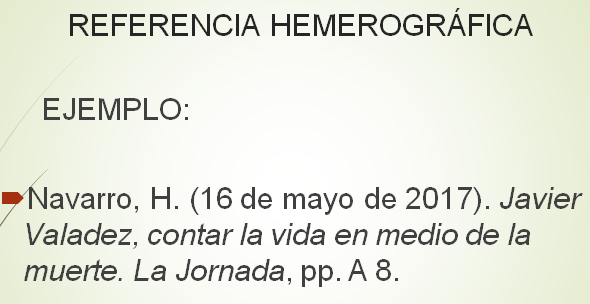 REFERENCIA HEMEROGRÁFICA
EJEMPLO:
Navarro, H. (16 de mayo de 2017). Javier
Valadez, contar la vida en medio de la
muerte. La Jornada, pp. A 8.